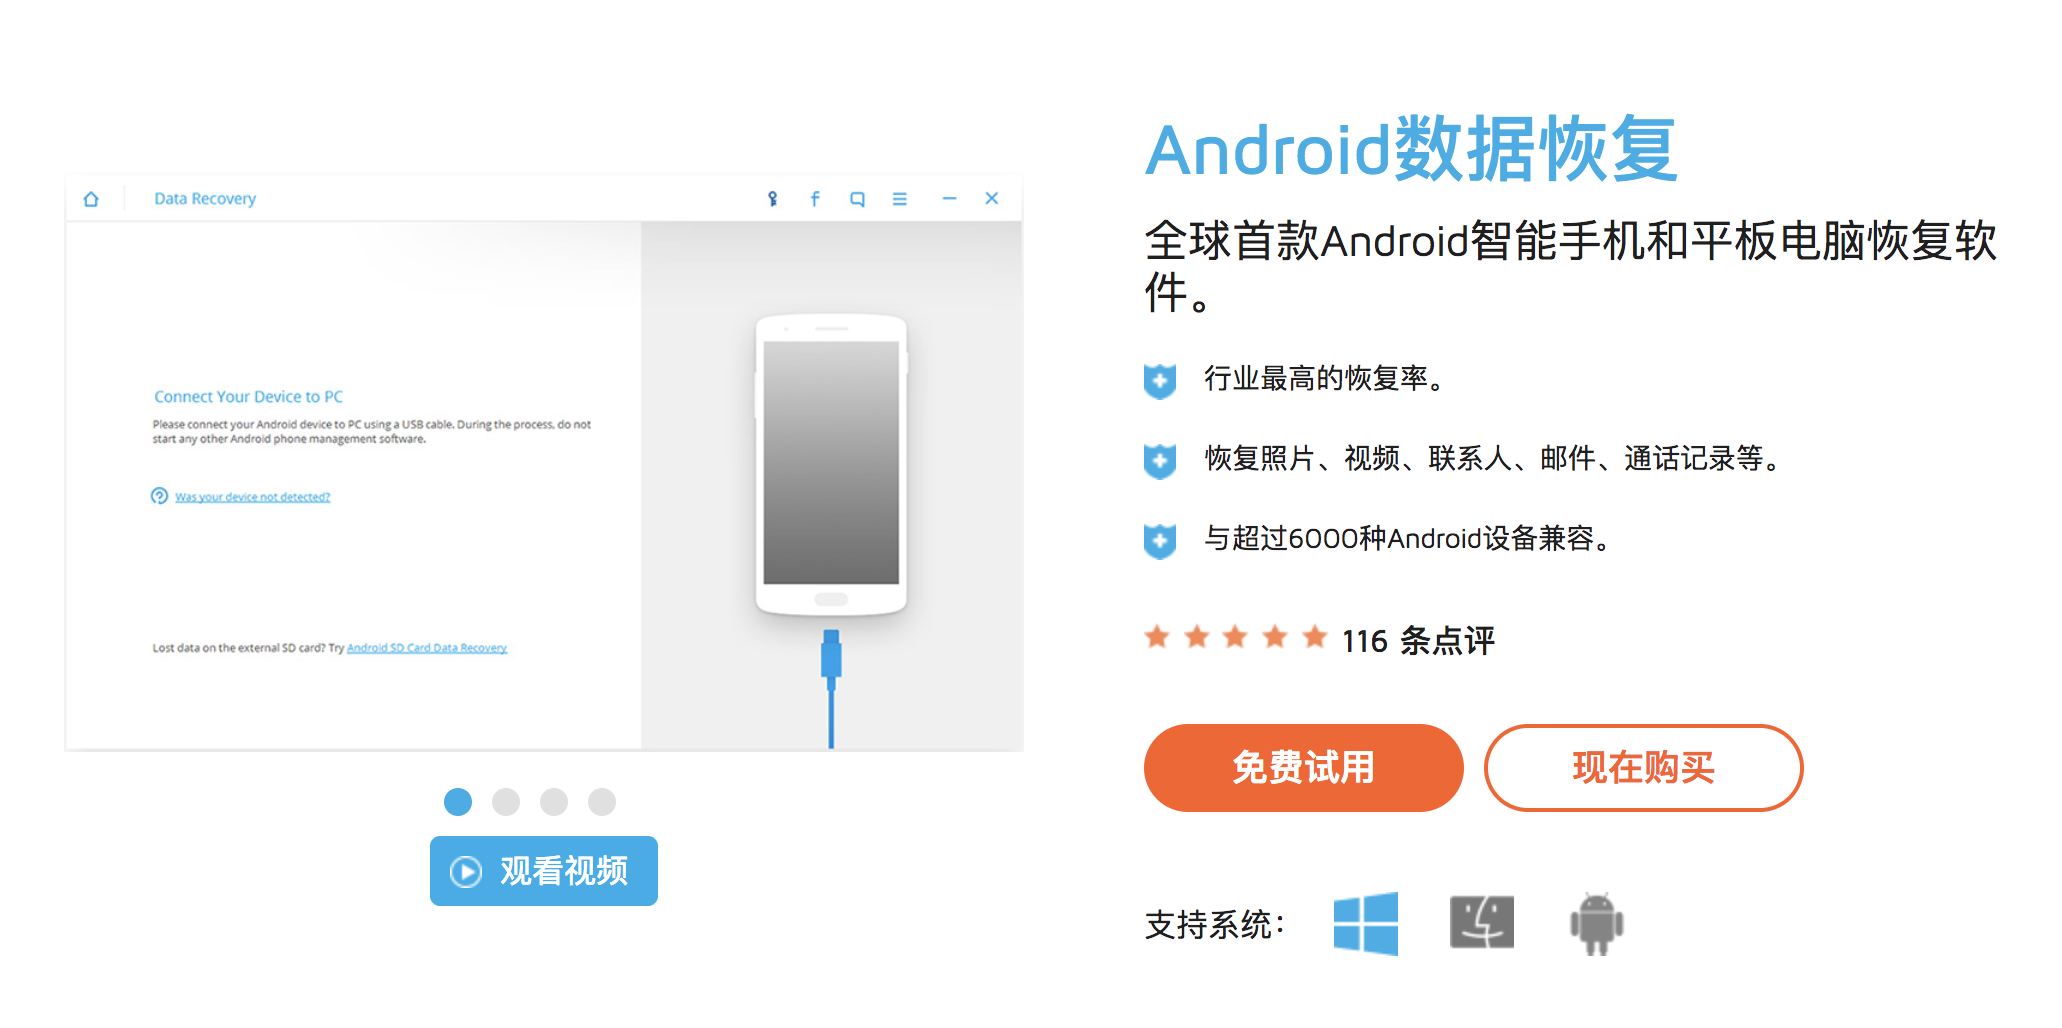 Data Recovery
Connect Your Device to PC
Please connect your Android device to PC using a USB cable. During the process, do not
start any other Android phone management software.
Was your device not detected?
Lost data on the external SD card? Try Android SD Card Data Recovery
观看视频
Android数据恢复
全球首款Android智能手机和平板电脑恢复软
件。
行业最高的恢复率。
恢复照片、视频、联系人、邮件、通话记录等。
与超过6000种Android设备兼容。
116 条点评
免费试用
现在购买
支持系统：